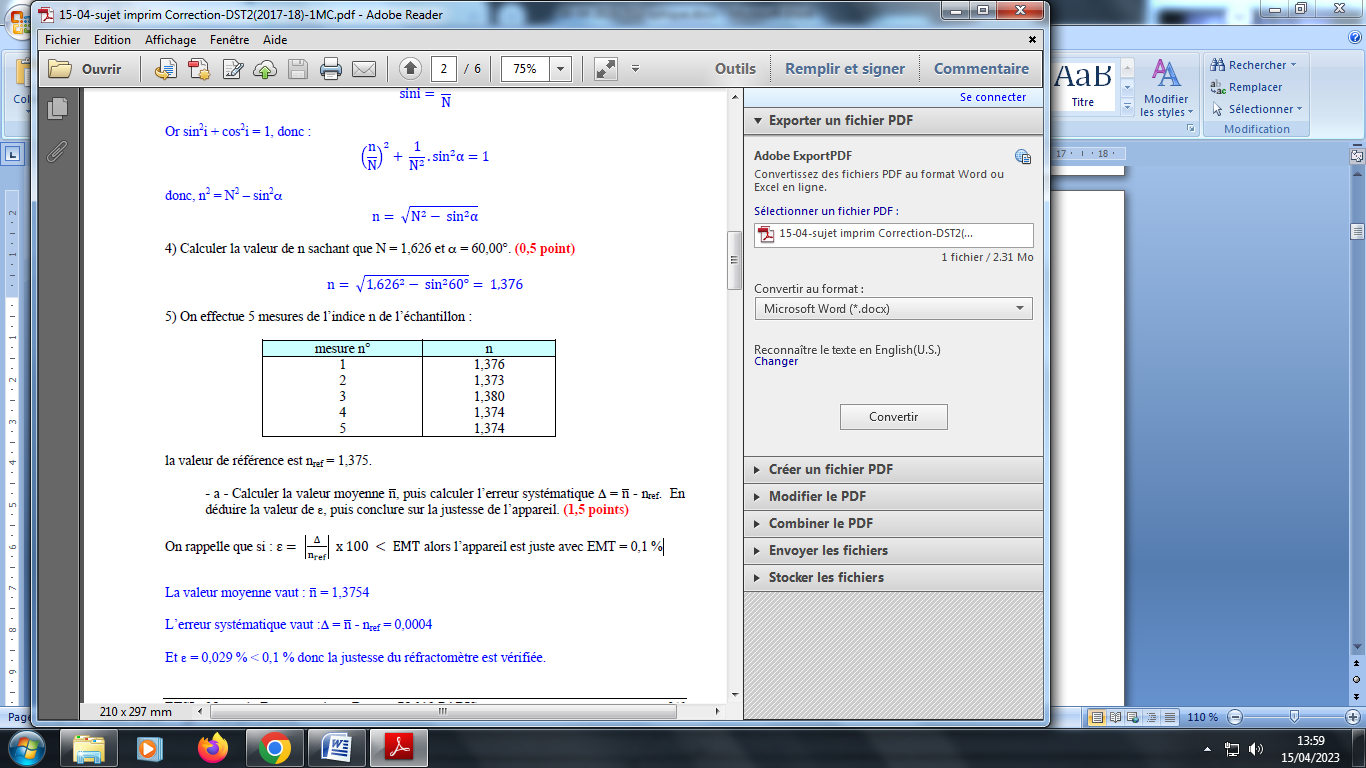 15-04-sujet imprim Correction-DST2(2017-18)-1MC.pdf - Adobe Reader
Fichier Edition Affichage Fenêtre Aide
Ouvrir 2 / 6 75% Outils Remplir et signer Commentaire
sini = N
Or sin²i + cos²i = 1, donc :
(n/N)² + 1/N² . sin²α = 1
donc, n² = N² – sin²α
n = √(N² − sin²α)
4) Calculer la valeur de n sachant que N = 1,626 et α = 60,00°. (0,5 point)
n = √(1,626² − sin²60°) = 1,376
5) On effectue 5 mesures de l'indice n de l'échantillon :
mesure n° n
1 1,376
2 1,373
3 1,380
4 1,374
5 1,374
la valeur de référence est nref = 1,375.
- a - Calculer la valeur moyenne n̅, puis calculer l'erreur systématique Δ = n̅ - nref. En
déduire la valeur de ε, puis conclure sur la justesse de l'appareil. (1,5 points)
On rappelle que si : ε = |Δ/nref| x 100 < EMT alors l'appareil est juste avec EMT = 0,1 %
La valeur moyenne vaut : n̅ = 1,3754
L'erreur systématique vaut :Δ = n̅ - nref = 0,0004
Et ε = 0,029 % < 0,1 % donc la justesse du réfractomètre est vérifiée.
210 x 297 mm
Se connecter
Exporter un fichier PDF
Adobe ExportPDF
Convertissez des fichiers PDF au format Word ou
Excel en ligne.
Sélectionner un fichier PDF :
15-04-sujet imprim Correction-DST2(...
1 fichier / 2.31 Mo
Convertir au format :
Microsoft Word (*.docx)
Reconnaître le texte en English(U.S.)
Changer
Convertir
Créer un fichier PDF
Modifier le PDF
Combiner le PDF
Envoyer les fichiers
Stocker les fichiers
AaB
Titre
Modifier
les styles
Rechercher
Remplacer
Sélectionner
Modification
17 18
110 %
13:59
15/04/2023